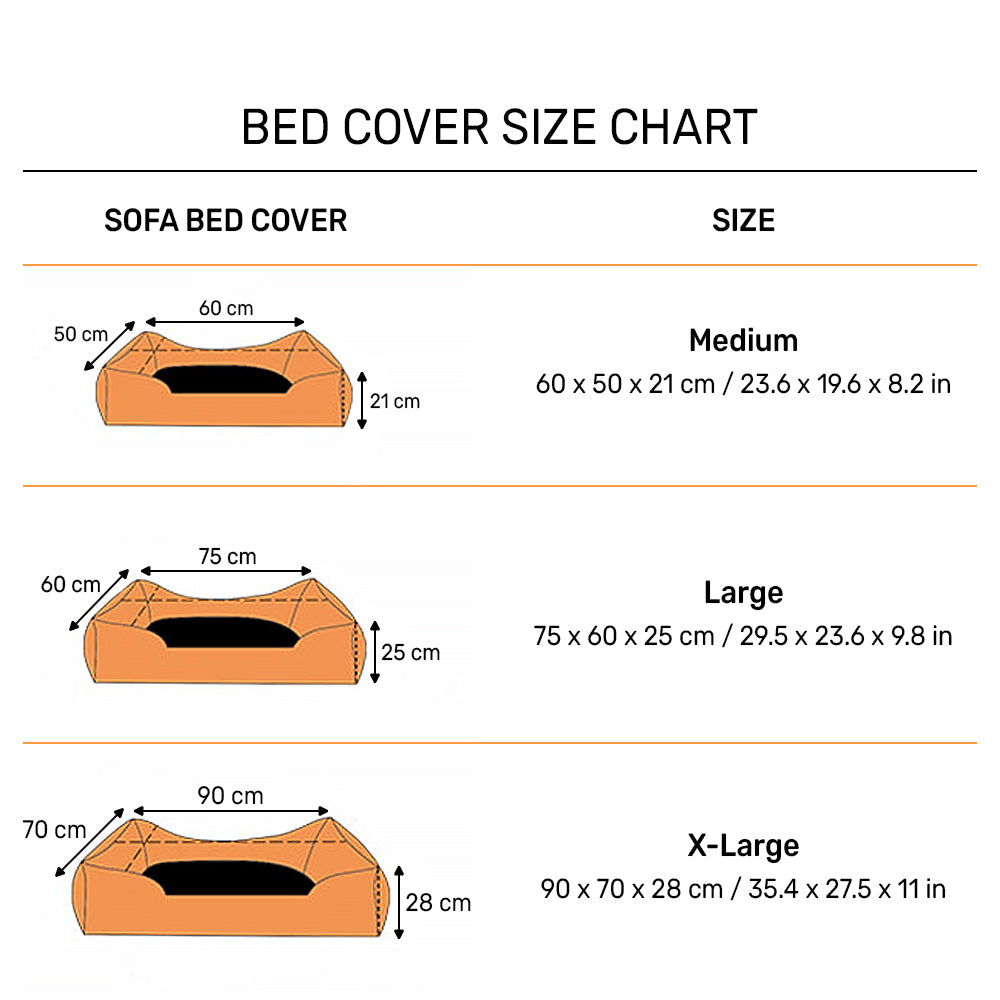 BED COVER SIZE CHART
SOFA BED COVER
SIZE
60 cm
50 cm
21 cm
Medium
60 x 50 x 21 cm / 23.6 x 19.6 x 8.2 in
75 cm
60 cm
25 cm
Large
75 x 60 x 25 cm / 29.5 x 23.6 x 9.8 in
90 cm
70 cm
28 cm
X-Large
90 x 70 x 28 cm / 35.4 x 27.5 x 11 in